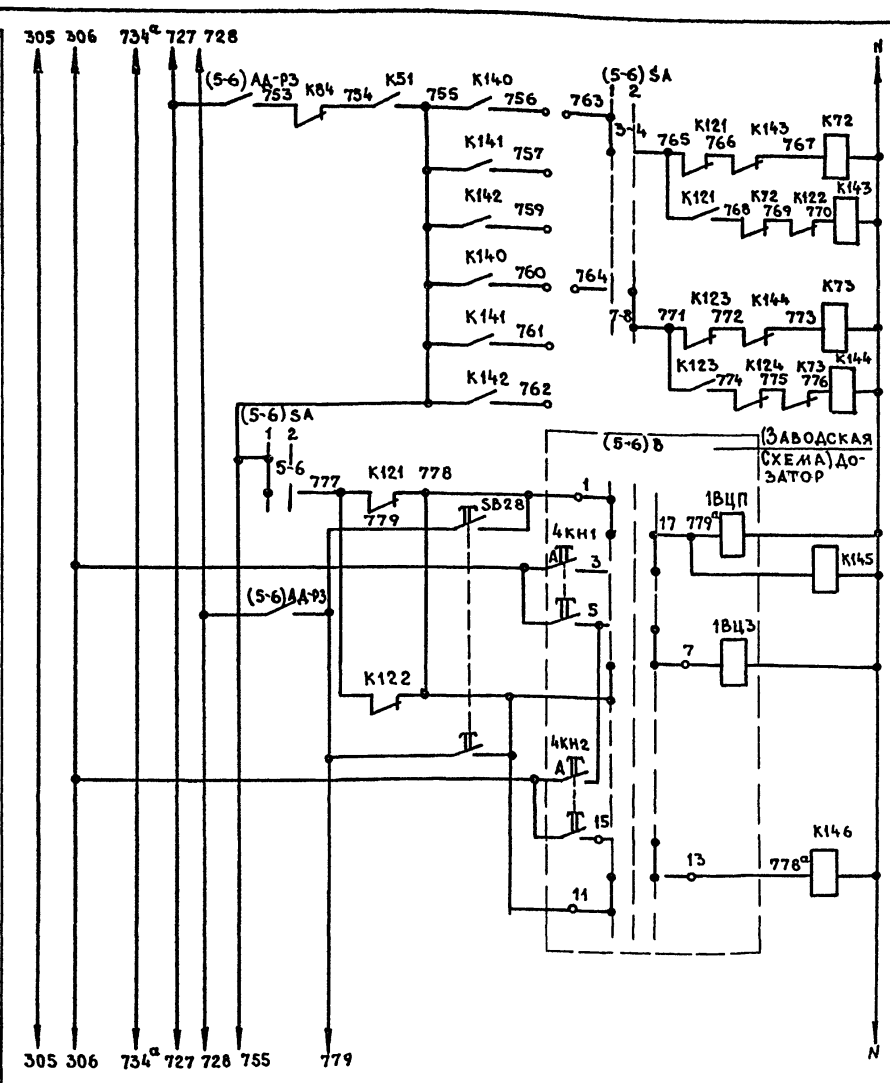 305 306 734а 727 728 N
(5-6) АД-Р3 К84 К51 К140 (5-6) SA
753 754 755 756 763 2
3-4 765 К121 766 К143 767 К72
К141 757
К121 768 К72 769 К122 770 К143
К142 759
К140 760 764
7-8 771 К123 772 К144 773 К73
К141 761
К123 774 К124 775 К73 776 К144
К142 762
(5-6) SA
1 2
5-6 777 К121 778
779 SB28
(5-6) В
(ЗАВОДСКАЯ
СХЕМА) ДО-
ЗАТОР
1 17 779а 1ВЦП
4КН1
А 3 К145
(5-6) АД-Р3 5 1ВЦЗ
7
К122
4КН2
А
15 К146
13 778а
11
305 306 734а 727 728 755 779 N